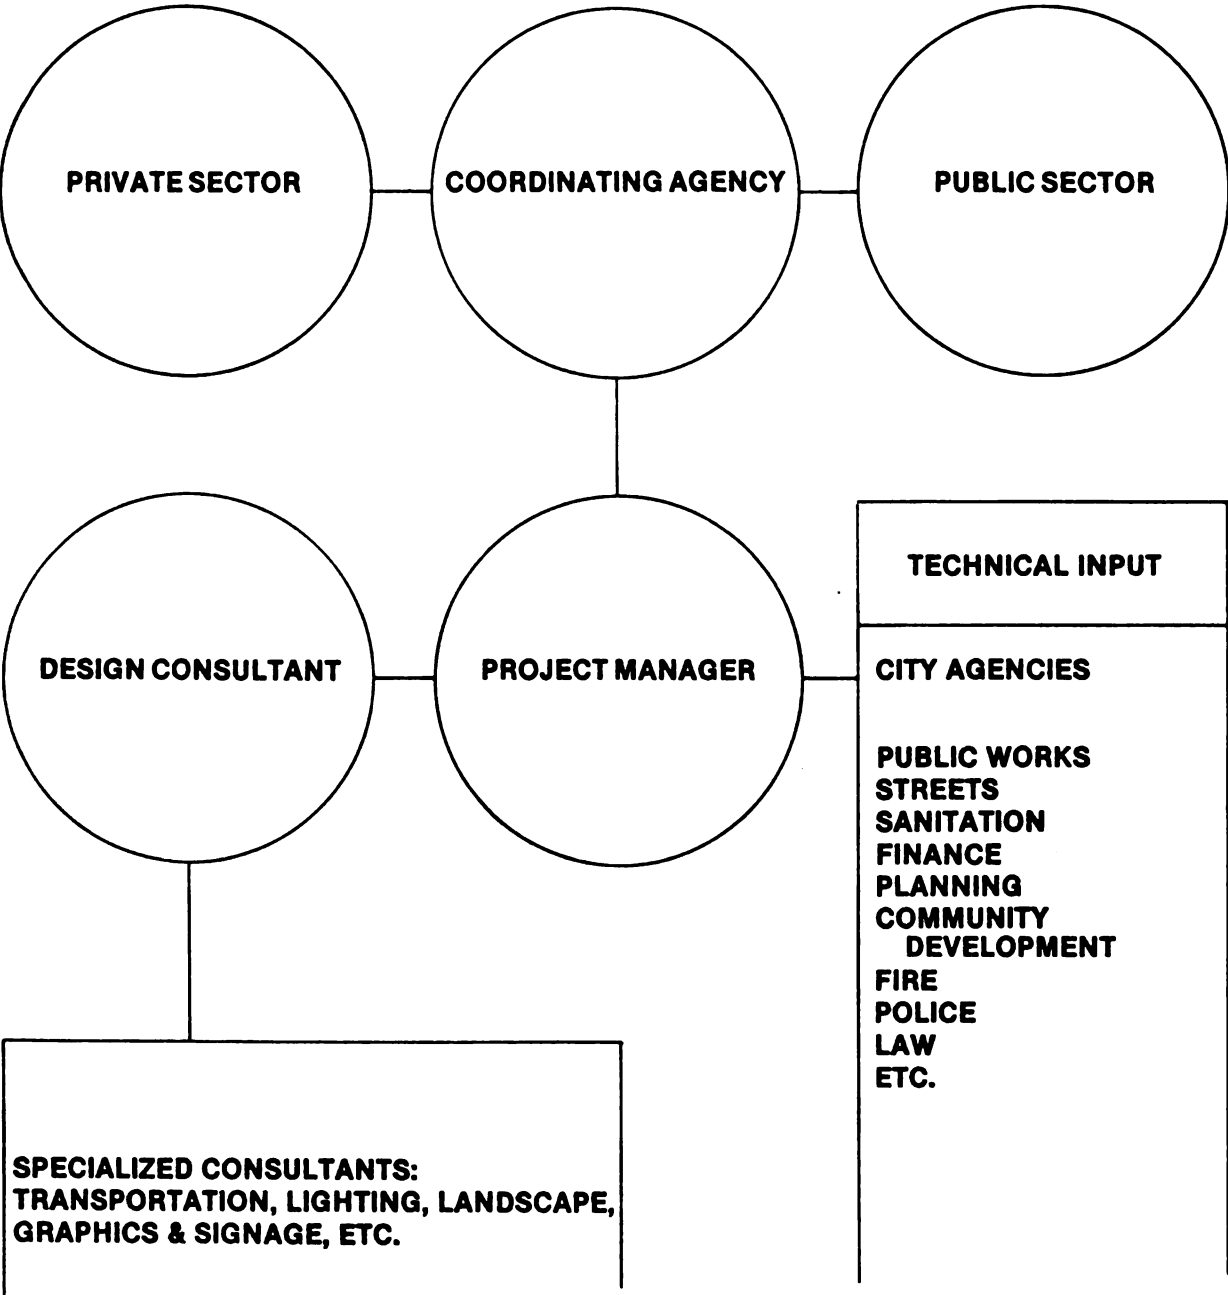 PRIVATE SECTOR
COORDINATING AGENCY
PUBLIC SECTOR
DESIGN CONSULTANT
PROJECT MANAGER
TECHNICAL INPUT
CITY AGENCIES
PUBLIC WORKS
STREETS
SANITATION
FINANCE
PLANNING
COMMUNITY
DEVELOPMENT
FIRE
POLICE
LAW
ETC.
SPECIALIZED CONSULTANTS:
TRANSPORTATION, LIGHTING, LANDSCAPE,
GRAPHICS & SIGNAGE, ETC.